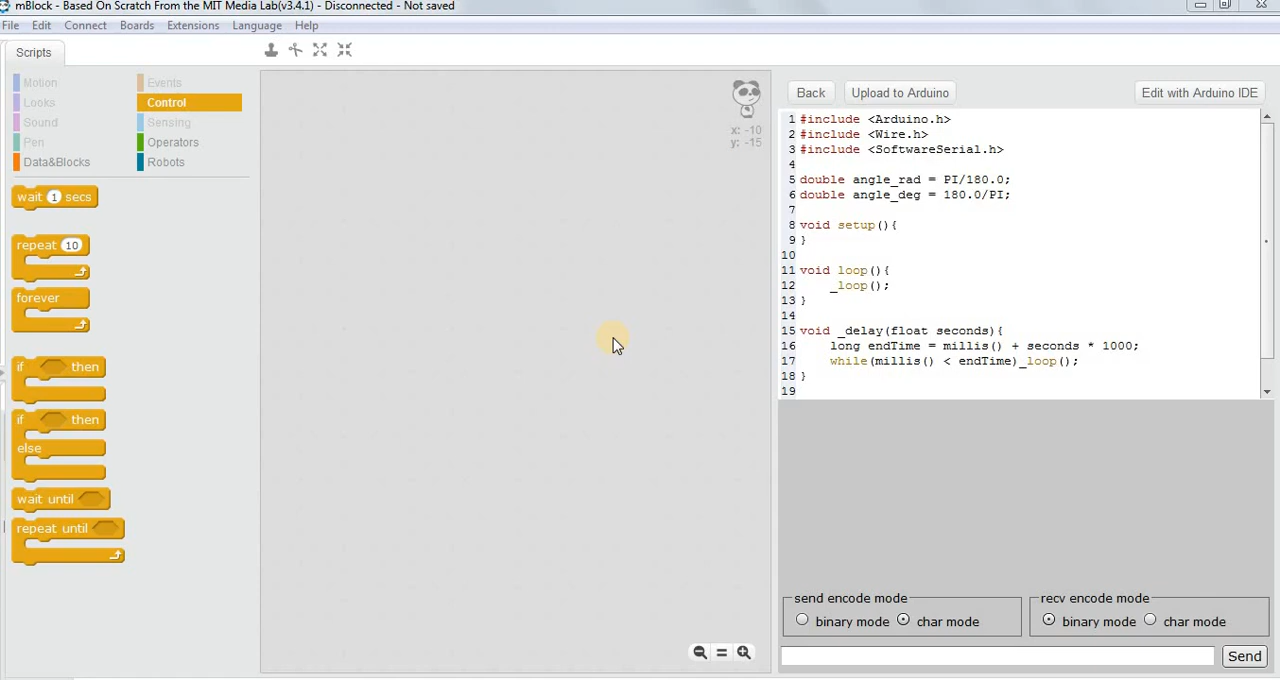 mBlock - Based On Scratch From the MIT Media Lab(v3.4.1) - Disconnected - Not saved
File Edit Connect Boards Extensions Language Help
Scripts
Motion Events
Looks Control
Sound Sensing
Pen Operators
Data&Blocks Robots
wait 1 secs
repeat 10
forever
if then
if then
else
wait until
repeat until
x: -10
y: -15
Back Upload to Arduino Edit with Arduino IDE
1 #include <Arduino.h>
2 #include <Wire.h>
3 #include <SoftwareSerial.h>
4
5 double angle_rad = PI/180.0;
6 double angle_deg = 180.0/PI;
7
8 void setup(){
9 }
10
11 void loop(){
12 _loop();
13 }
14
15 void _delay(float seconds){
16 long endTime = millis() + seconds * 1000;
17 while(millis() < endTime)_loop();
18 }
19
send encode mode
binary mode char mode
recv encode mode
binary mode char mode
Send